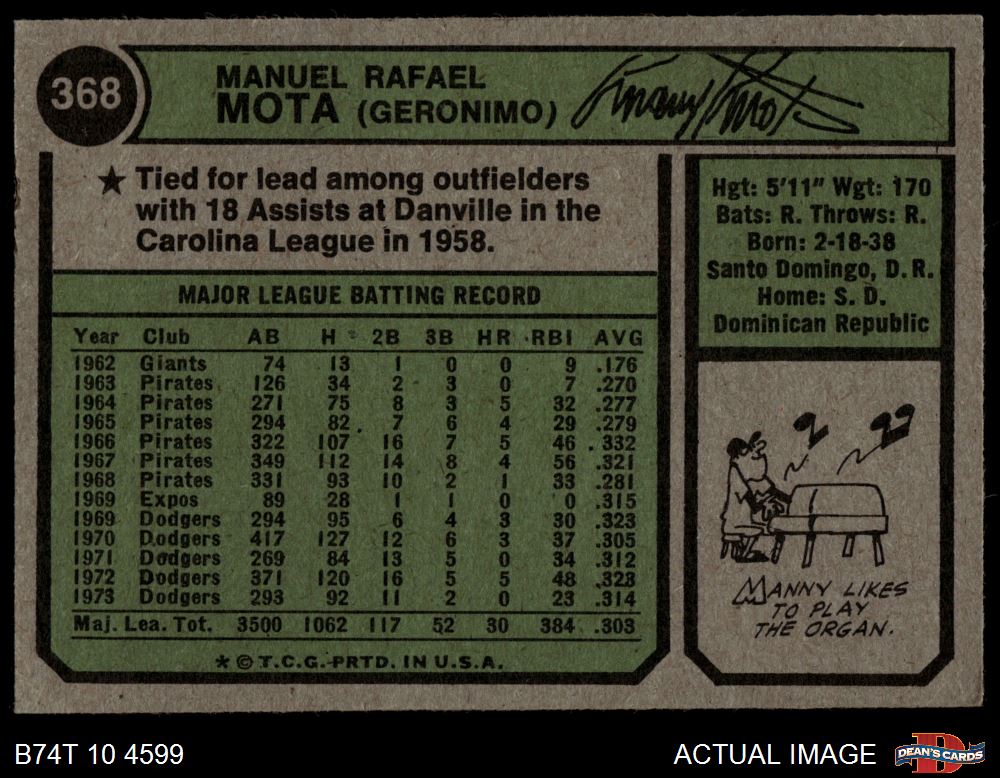 368
MANUEL RAFAEL
MOTA (GERONIMO)
Manny Mota
★ Tied for lead among outfielders
with 18 Assists at Danville in the
Carolina League in 1958.
MAJOR LEAGUE BATTING RECORD
Year Club AB H 2B 3B HR RBI AVG
1962 Giants 74 13 1 0 0 9 .176
1963 Pirates 126 34 2 3 0 7 .270
1964 Pirates 271 75 8 3 5 32 .277
1965 Pirates 294 82 7 6 4 29 .279
1966 Pirates 322 107 16 7 5 46 .332
1967 Pirates 349 112 14 8 4 56 .321
1968 Pirates 331 93 10 2 1 33 .281
1969 Expos 89 28 1 1 0 0 .315
1969 Dodgers 294 95 6 4 3 30 .323
1970 Dodgers 417 127 12 6 3 37 .305
1971 Dodgers 269 84 13 5 0 34 .312
1972 Dodgers 371 120 16 5 5 48 .323
1973 Dodgers 293 92 11 2 0 23 .314
Maj. Lea. Tot. 3500 1062 117 52 30 384 .303
* © T.C.G.-PRTD. IN U.S.A.
Hgt: 5'11" Wgt: 170
Bats: R. Throws: R.
Born: 2-18-38
Santo Domingo, D.R.
Home: S. D.
Dominican Republic
MANNY LIKES
TO PLAY
THE ORGAN.
B74T 10 4599
ACTUAL IMAGE
D
DEAN'S CARDS